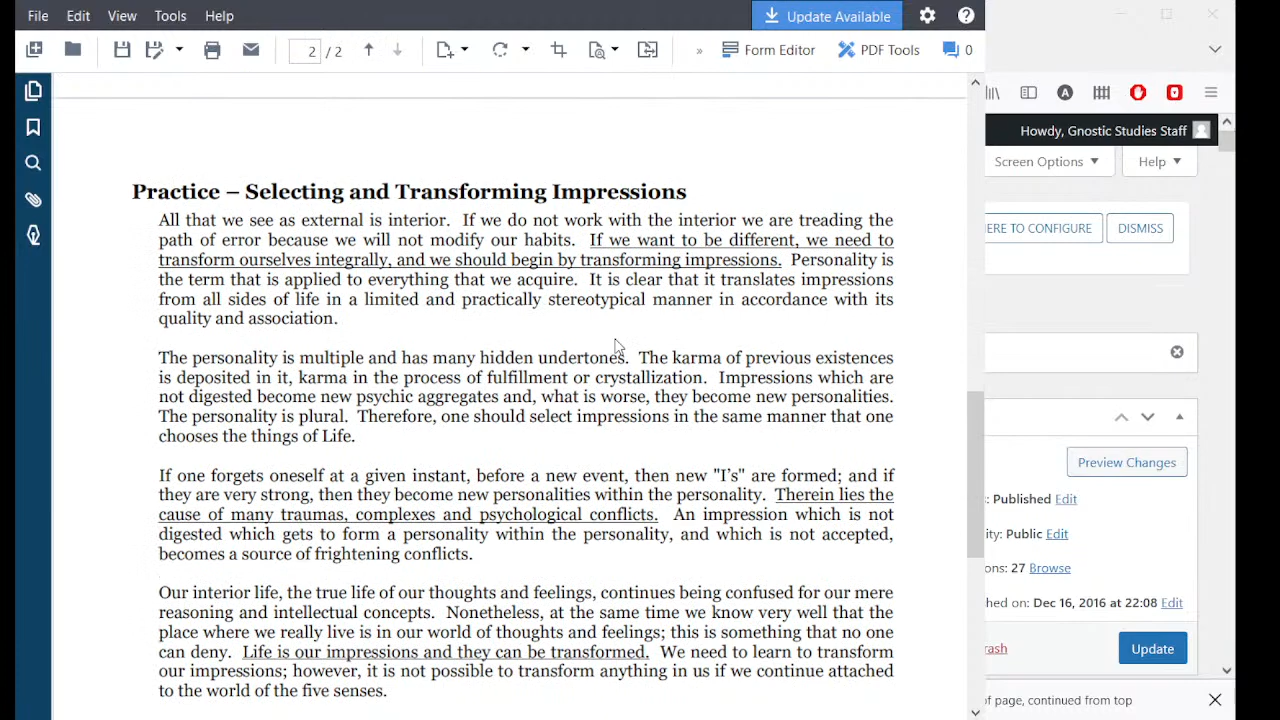 File Edit View Tools Help
Update Available
2 / 2
» Form Editor PDF Tools 0
Howdy, Gnostic Studies Staff
Screen Options Help
ERE TO CONFIGURE DISMISS
Practice – Selecting and Transforming Impressions
All that we see as external is interior. If we do not work with the interior we are treading the
path of error because we will not modify our habits. If we want to be different, we need to
transform ourselves integrally, and we should begin by transforming impressions. Personality is
the term that is applied to everything that we acquire. It is clear that it translates impressions
from all sides of life in a limited and practically stereotypical manner in accordance with its
quality and association.
The personality is multiple and has many hidden undertones. The karma of previous existences
is deposited in it, karma in the process of fulfillment or crystallization. Impressions which are
not digested become new psychic aggregates and, what is worse, they become new personalities.
The personality is plural. Therefore, one should select impressions in the same manner that one
chooses the things of Life.
If one forgets oneself at a given instant, before a new event, then new "I's" are formed; and if
they are very strong, then they become new personalities within the personality. Therein lies the
cause of many traumas, complexes and psychological conflicts. An impression which is not
digested which gets to form a personality within the personality, and which is not accepted,
becomes a source of frightening conflicts.
Our interior life, the true life of our thoughts and feelings, continues being confused for our mere
reasoning and intellectual concepts. Nonetheless, at the same time we know very well that the
place where we really live is in our world of thoughts and feelings; this is something that no one
can deny. Life is our impressions and they can be transformed. We need to learn to transform
our impressions; however, it is not possible to transform anything in us if we continue attached
to the world of the five senses.
Preview Changes
s: Published Edit
ity: Public Edit
ons: 27 Browse
hed on: Dec 16, 2016 at 22:08 Edit
rash Update
of page, continued from top